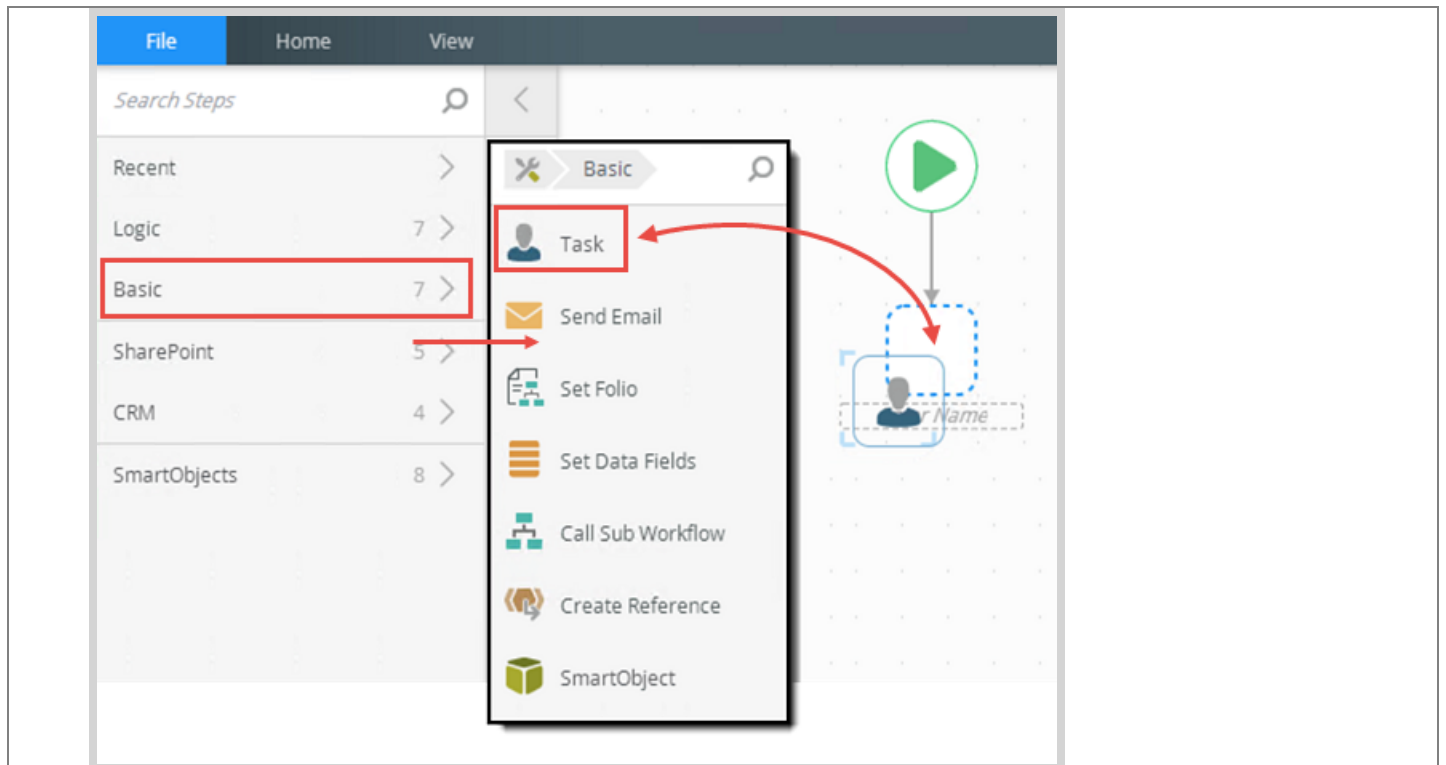 File Home View
Search Steps
Recent
Logic 7
Basic 7
SharePoint 5
CRM 4
SmartObjects 8
Basic
Task
Send Email
Set Folio
Set Data Fields
Call Sub Workflow
Create Reference
SmartObject
r Name